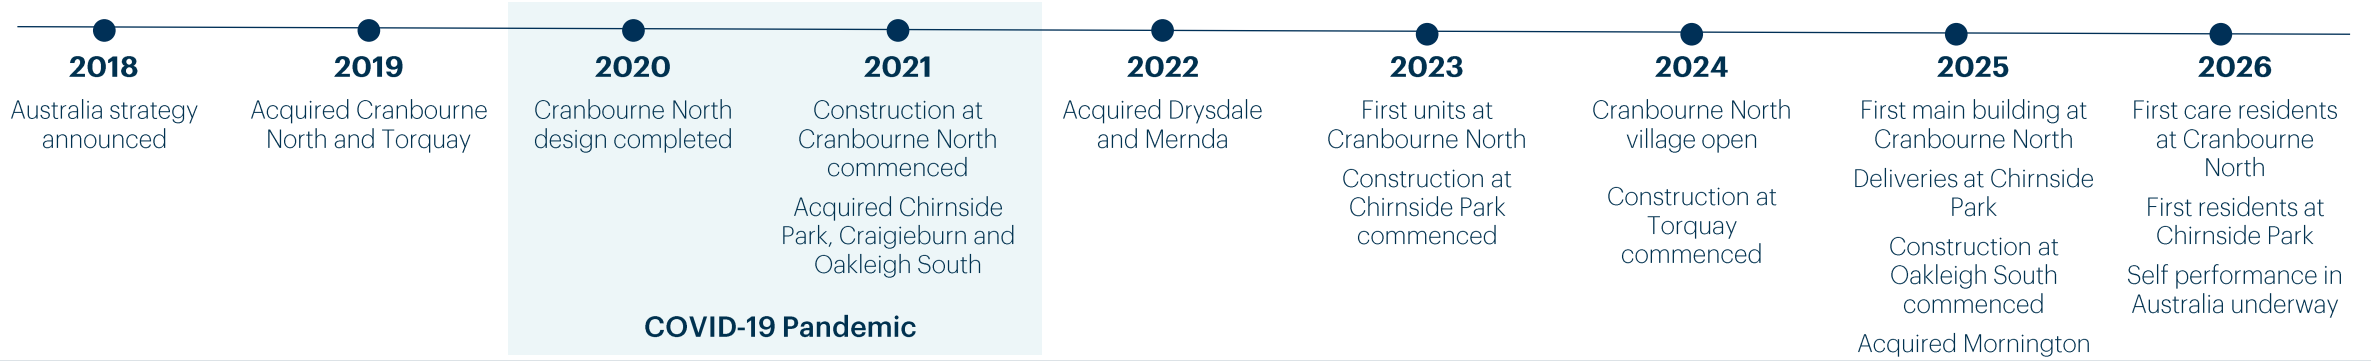 2018
Australia strategy
announced
2019
Acquired Cranbourne
North and Torquay
2020
Cranbourne North
design completed
2021
Construction at
Cranbourne North
commenced
Acquired Chirnside
Park, Craigieburn and
Oakleigh South
COVID-19 Pandemic
2022
Acquired Drysdale
and Mernda
2023
First units at
Cranbourne North
Construction at
Chirnside Park
commenced
2024
Cranbourne North
village open
Construction at
Torquay
commenced
2025
First main building at
Cranbourne North
Deliveries at Chirnside
Park
Construction at
Oakleigh South
commenced
Acquired Mornington
2026
First care residents
at Cranbourne
North
First residents at
Chirnside Park
Self performance in
Australia underway